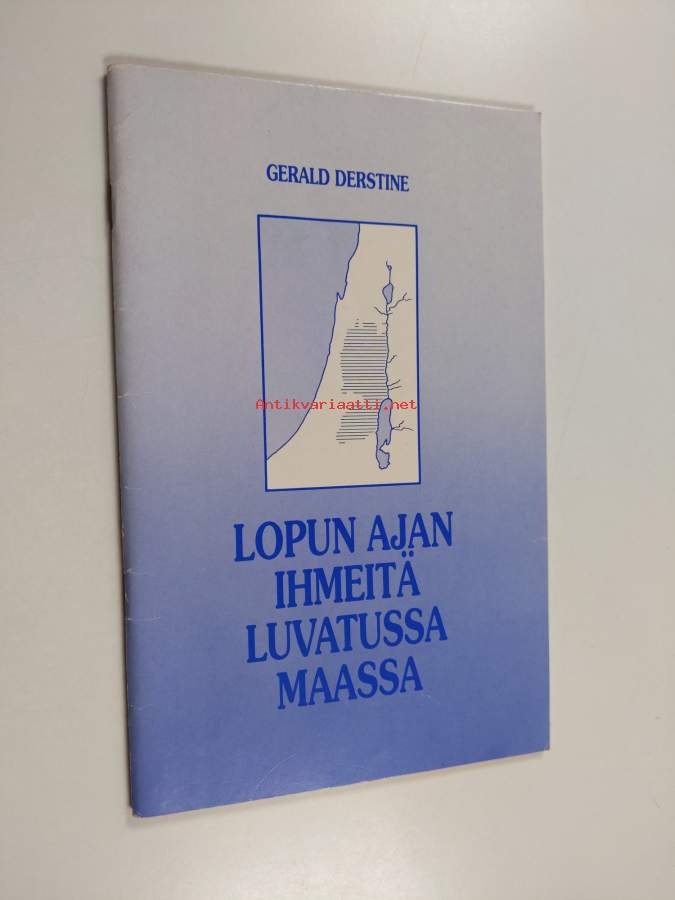 GERALD DERSTINE
Antikvariaatti.net
LOPUN AJAN
IHMEITÄ
LUVATUSSA
MAASSA